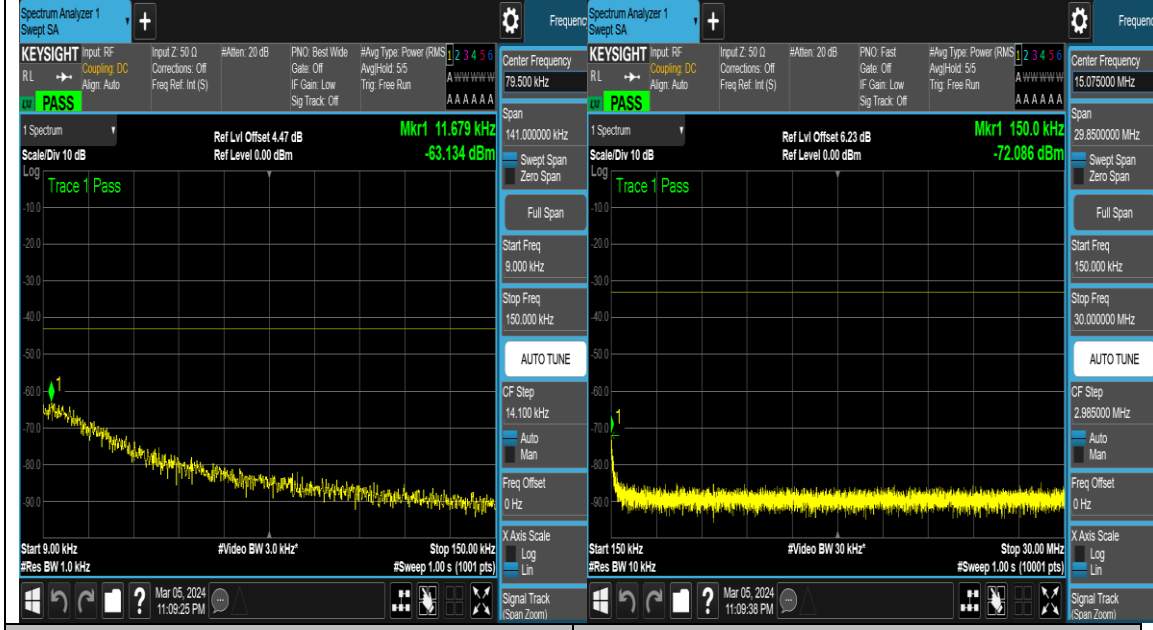 Spectrum Analyzer 1
Swept SA
+
Frequenc
KEYSIGHT
Input: RF
Coupling: DC
Align: Auto
Input Z: 50 Ω
Corrections: Off
Freq Ref: Int (S)
#Atten: 20 dB
PNO: Best Wide
Gate: Off
IF Gain: Low
Sig Track: Off
#Avg Type: Power (RMS
Avg|Hold: 5/5
Trig: Free Run
1 2 3 4 5 6
A W W W W W
A A A A A A
R L
LXI
PASS
1 Spectrum
Scale/Div 10 dB
Ref Lvl Offset 4.47 dB
Ref Level 0.00 dBm
Mkr1 11.679 kHz
-63.134 dBm
Log
Trace 1 Pass
-10.0
-20.0
-30.0
-40.0
-50.0
-60.0
-70.0
-80.0
-90.0
1
Start 9.00 kHz
#Res BW 1.0 kHz
#Video BW 3.0 kHz*
Stop 150.00 kHz
#Sweep 1.00 s (1001 pts)
Center Frequency
79.500 kHz
Span
141.000000 kHz
Swept Span
Zero Span
Full Span
Start Freq
9.000 kHz
Stop Freq
150.000 kHz
AUTO TUNE
CF Step
14.100 kHz
Auto
Man
Freq Offset
0 Hz
X Axis Scale
Log
Lin
Signal Track
(Span Zoom)
?
Mar 05, 2024
11:09:25 PM
Spectrum Analyzer 1
Swept SA
+
Frequenc
KEYSIGHT
Input: RF
Coupling: DC
Align: Auto
Input Z: 50 Ω
Corrections: Off
Freq Ref: Int (S)
#Atten: 20 dB
PNO: Fast
Gate: Off
IF Gain: Low
Sig Track: Off
#Avg Type: Power (RMS
Avg|Hold: 5/5
Trig: Free Run
1 2 3 4 5 6
A W W W W W
A A A A A A
R L
LXI
PASS
1 Spectrum
Scale/Div 10 dB
Ref Lvl Offset 6.23 dB
Ref Level 0.00 dBm
Mkr1 150.0 kHz
-72.086 dBm
Log
Trace 1 Pass
-10.0
-20.0
-30.0
-40.0
-50.0
-60.0
-70.0
-80.0
-90.0
1
Start 150 kHz
#Res BW 10 kHz
#Video BW 30 kHz*
Stop 30.00 MHz
#Sweep 1.00 s (10001 pts)
Center Frequency
15.075000 MHz
Span
29.8500000 MHz
Swept Span
Zero Span
Full Span
Start Freq
150.000 kHz
Stop Freq
30.000000 MHz
AUTO TUNE
CF Step
2.985000 MHz
Auto
Man
Freq Offset
0 Hz
X Axis Scale
Log
Lin
Signal Track
(Span Zoom)
?
Mar 05, 2024
11:09:38 PM